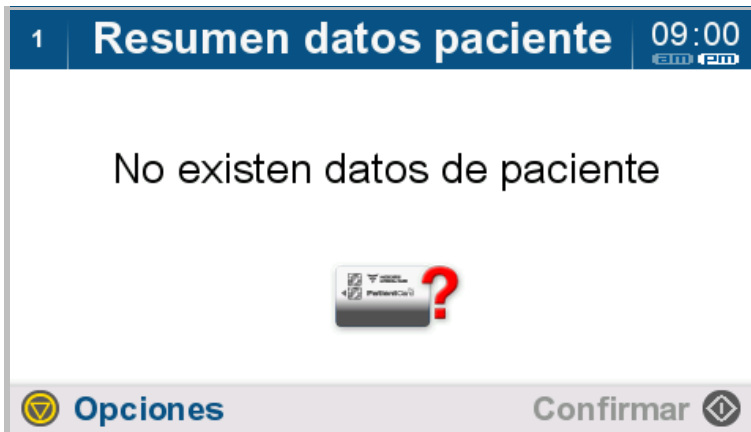 1
Resumen datos paciente
09:00
am pm
No existen datos de paciente
PatientCard
?
Opciones
Confirmar